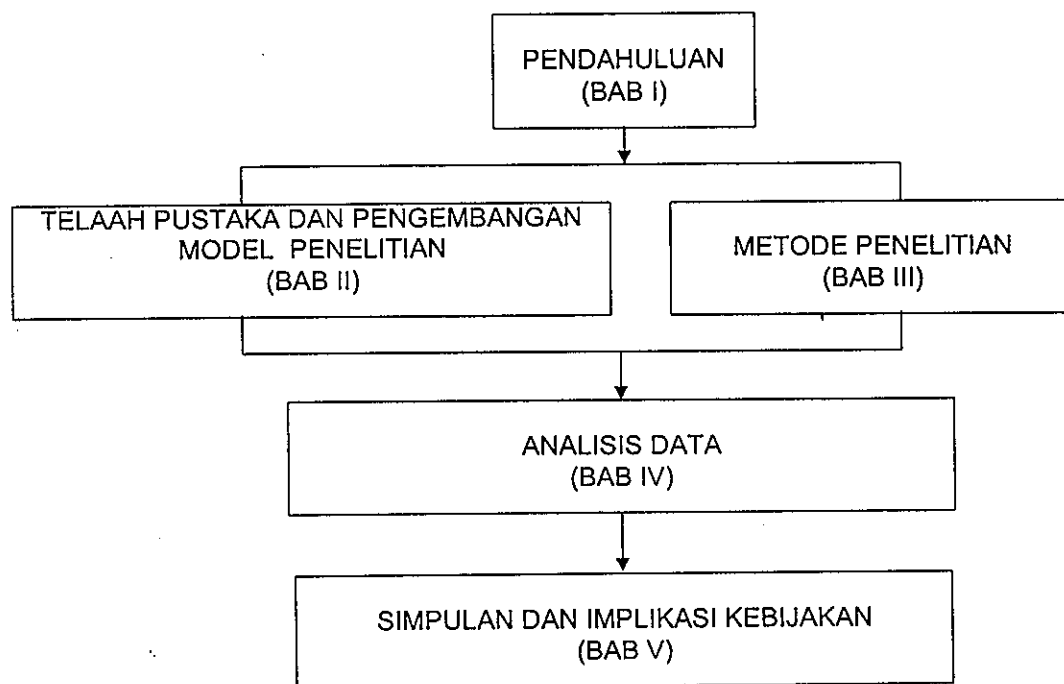 PENDAHULUAN
(BAB I)
TELAAH PUSTAKA DAN PENGEMBANGAN
MODEL PENELITIAN
(BAB II)
METODE PENELITIAN
(BAB III)
ANALISIS DATA
(BAB IV)
SIMPULAN DAN IMPLIKASI KEBIJAKAN
(BAB V)